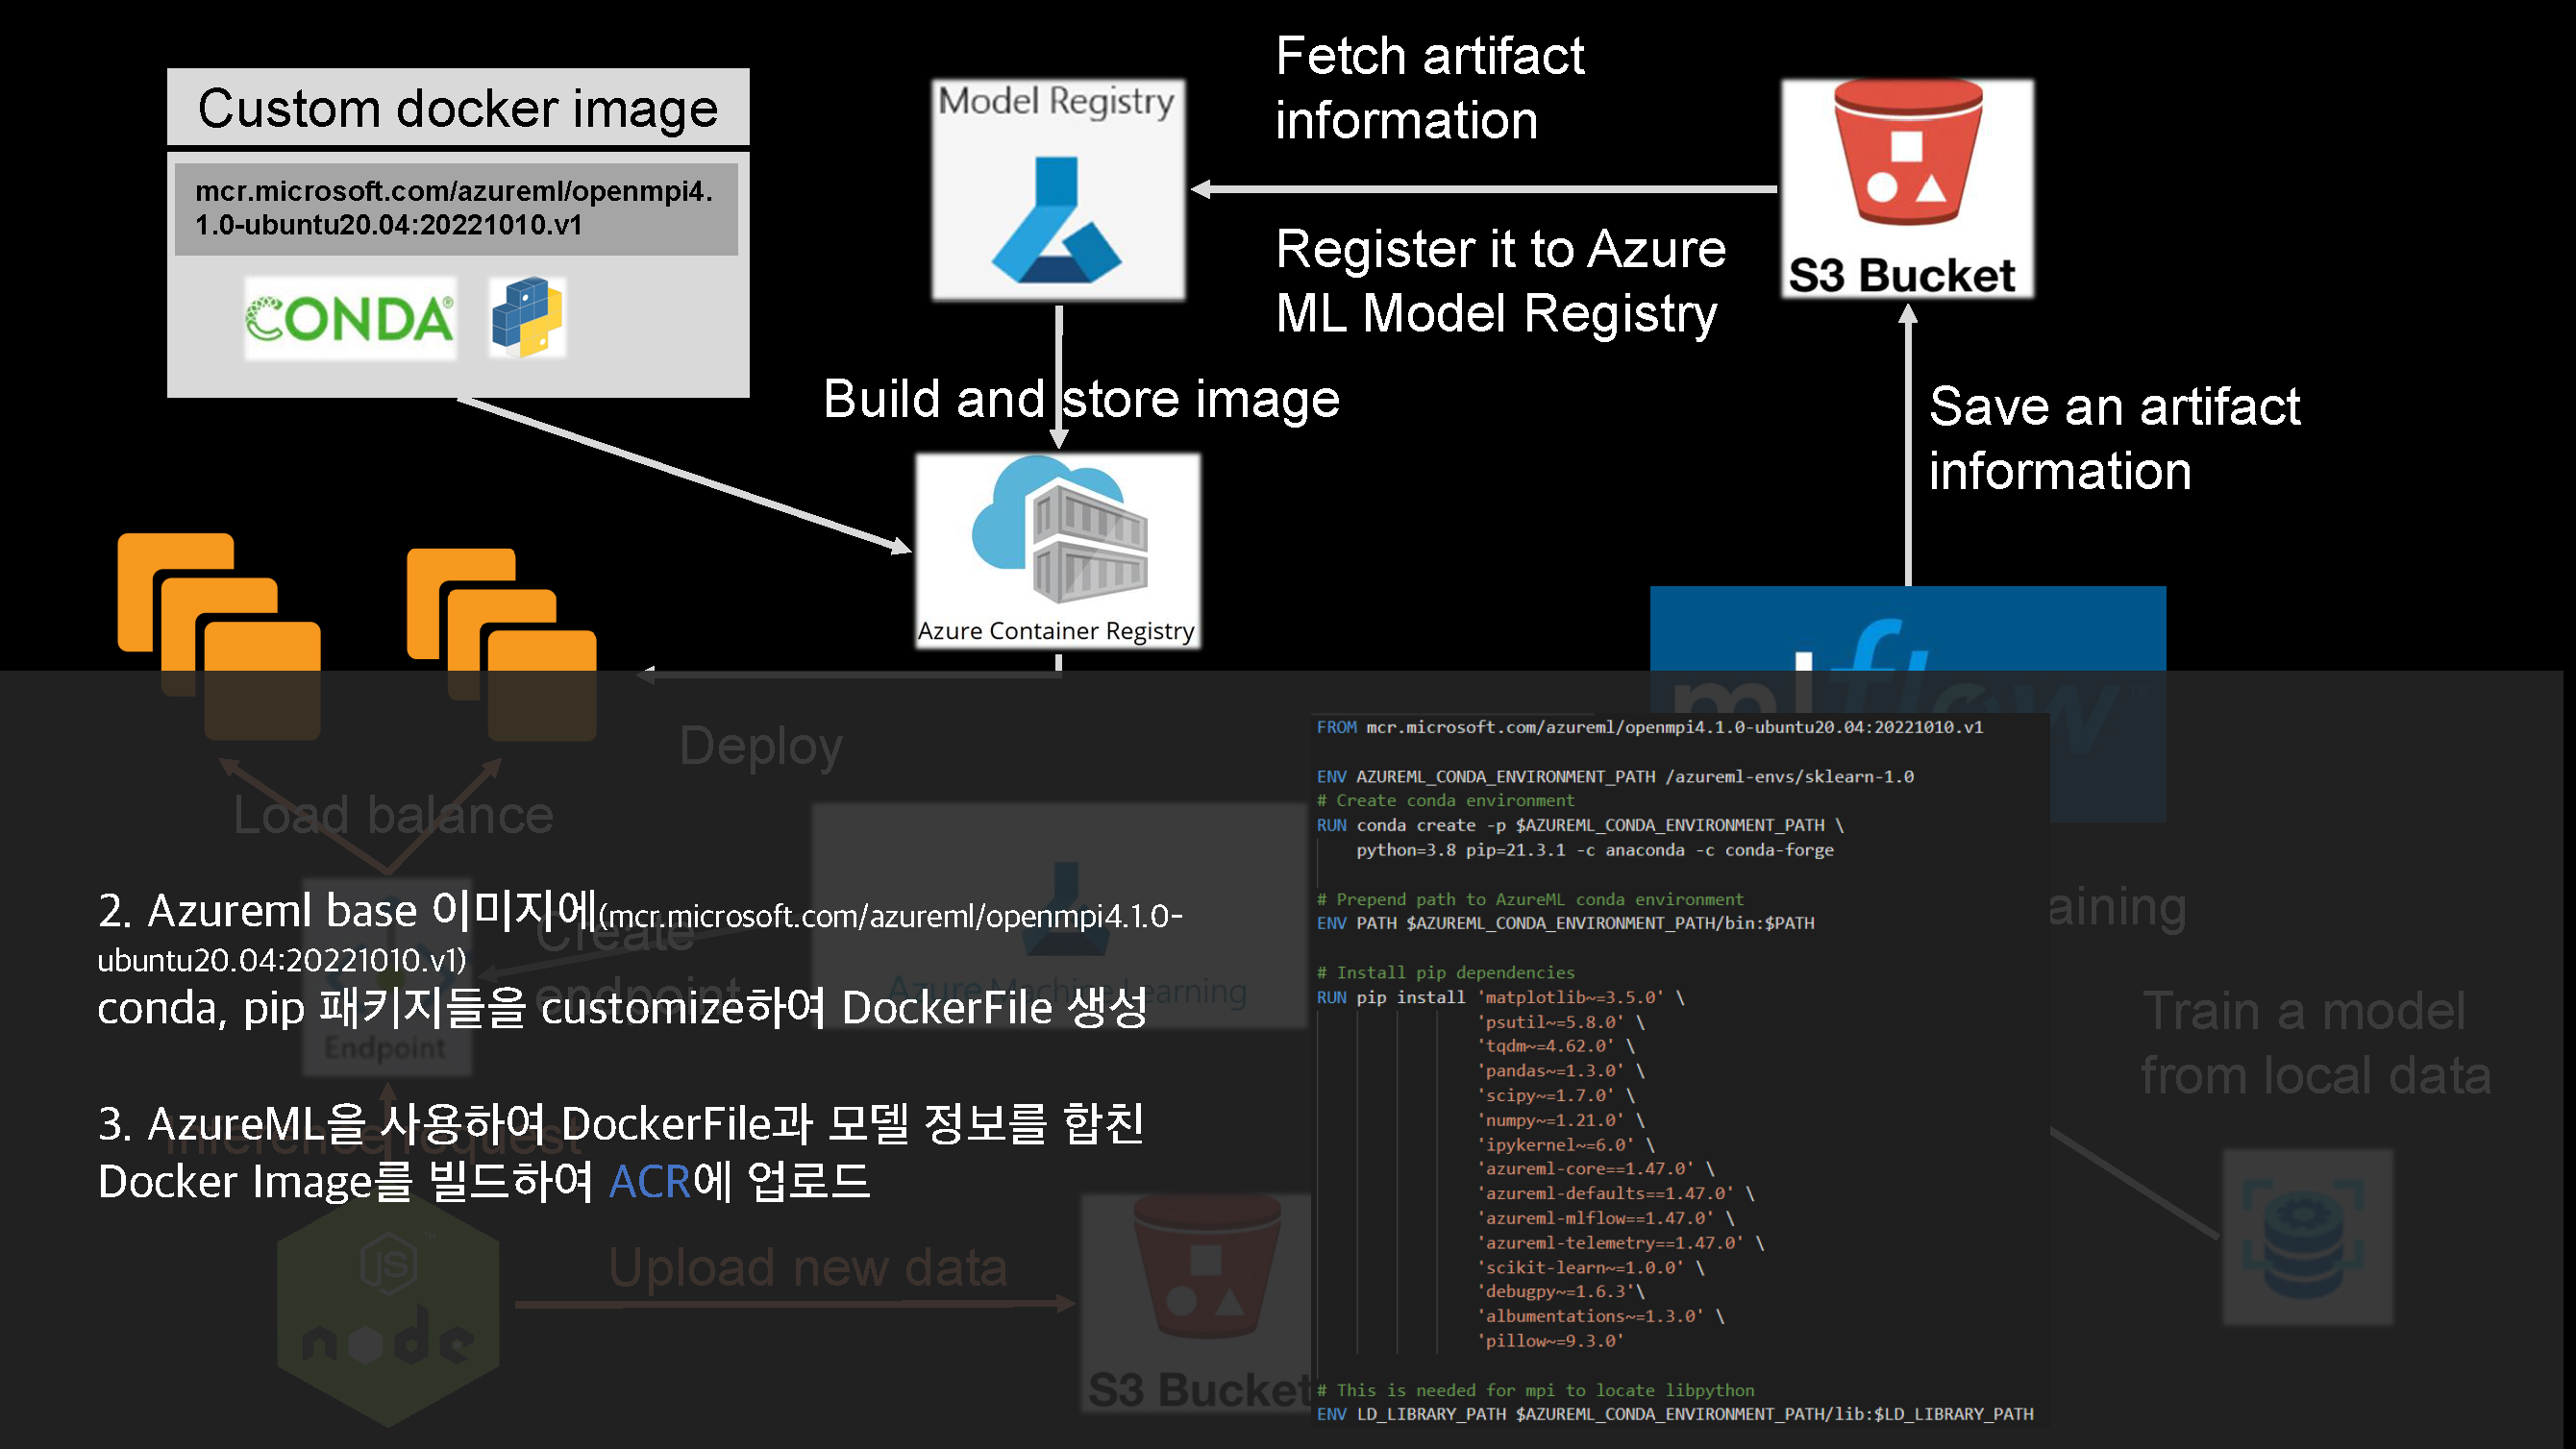 Custom docker image
mcr.microsoft.com/azureml/openmpi4.
1.0-ubuntu20.04:20221010.v1
CONDA®
Model Registry
Fetch artifact
information
Register it to Azure
ML Model Registry
S3 Bucket
Build and store image
Save an artifact
information
Azure Container Registry
mlflow
Deploy
Load balance
Create
endpoint
Azure Machine Learning
Endpoint
2. Azureml base 이미지에(mcr.microsoft.com/azureml/openmpi4.1.0-
ubuntu20.04:20221010.v1)
conda, pip 패키지들을 customize하여 DockerFile 생성
3. AzureML을 사용하여 DockerFile과 모델 정보를 합친
Docker Image를 빌드하여 ACR에 업로드
Inference request
JS
node
Upload new data
S3 Bucket
FROM mcr.microsoft.com/azureml/openmpi4.1.0-ubuntu20.04:20221010.v1
ENV AZUREML_CONDA_ENVIRONMENT_PATH /azureml-envs/sklearn-1.0
# Create conda environment
RUN conda create -p $AZUREML_CONDA_ENVIRONMENT_PATH \
python=3.8 pip=21.3.1 -c anaconda -c conda-forge
# Prepend path to AzureML conda environment
ENV PATH $AZUREML_CONDA_ENVIRONMENT_PATH/bin:$PATH
# Install pip dependencies
RUN pip install 'matplotlib~=3.5.0' \
'psutil~=5.8.0' \
'tqdm~=4.62.0' \
'pandas~=1.3.0' \
'scipy~=1.7.0' \
'numpy~=1.21.0' \
'ipykernel~=6.0' \
'azureml-core==1.47.0' \
'azureml-defaults==1.47.0' \
'azureml-mlflow==1.47.0' \
'azureml-telemetry==1.47.0' \
'scikit-learn~=1.0.0' \
'debugpy~=1.6.3'\
'albumentations~=1.3.0' \
'pillow~=9.3.0'
# This is needed for mpi to locate libpython
ENV LD_LIBRARY_PATH $AZUREML_CONDA_ENVIRONMENT_PATH/lib:$LD_LIBRARY_PATH
aining
Train a model
from local data